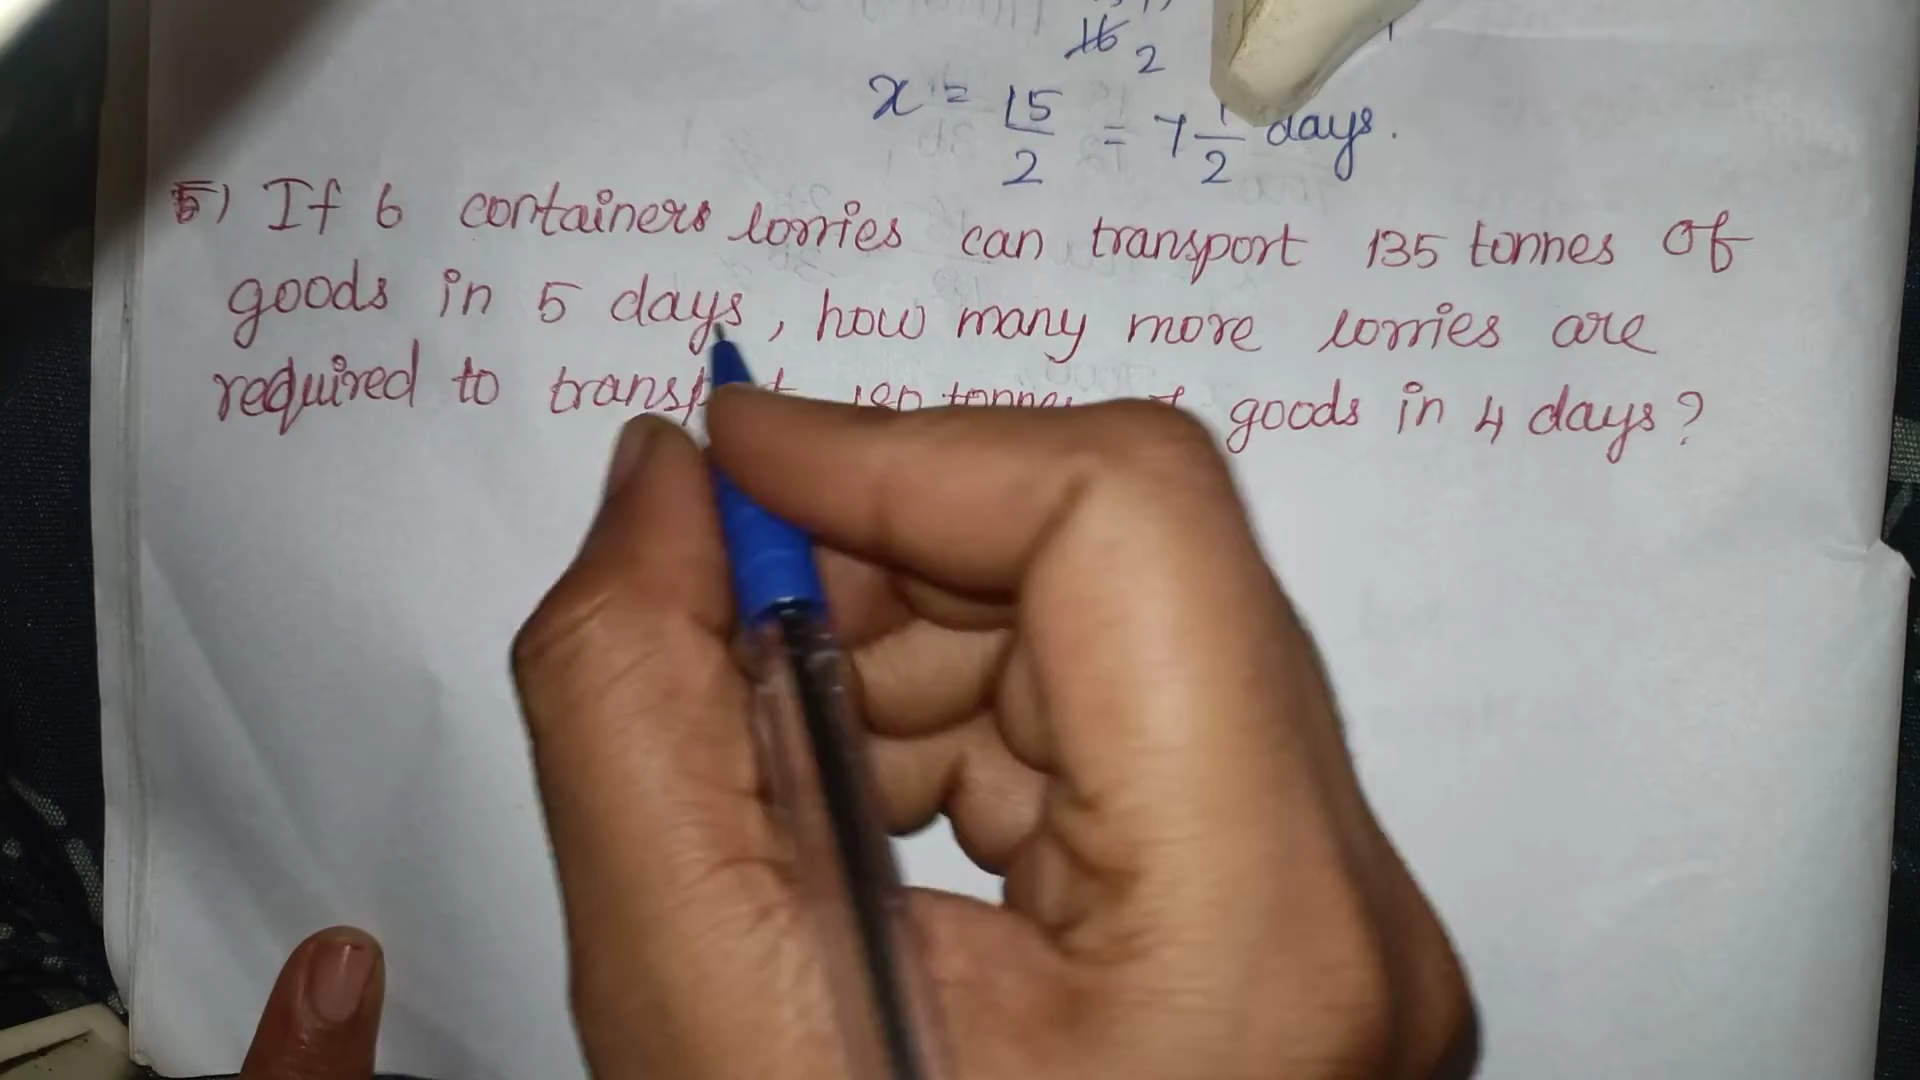 16 2
x = 15/2 = 7 1/2 days.
5) If 6 containers lorries can transport 135 tonnes of
goods in 5 days, how many more lorries are
required to goods in 4 days?